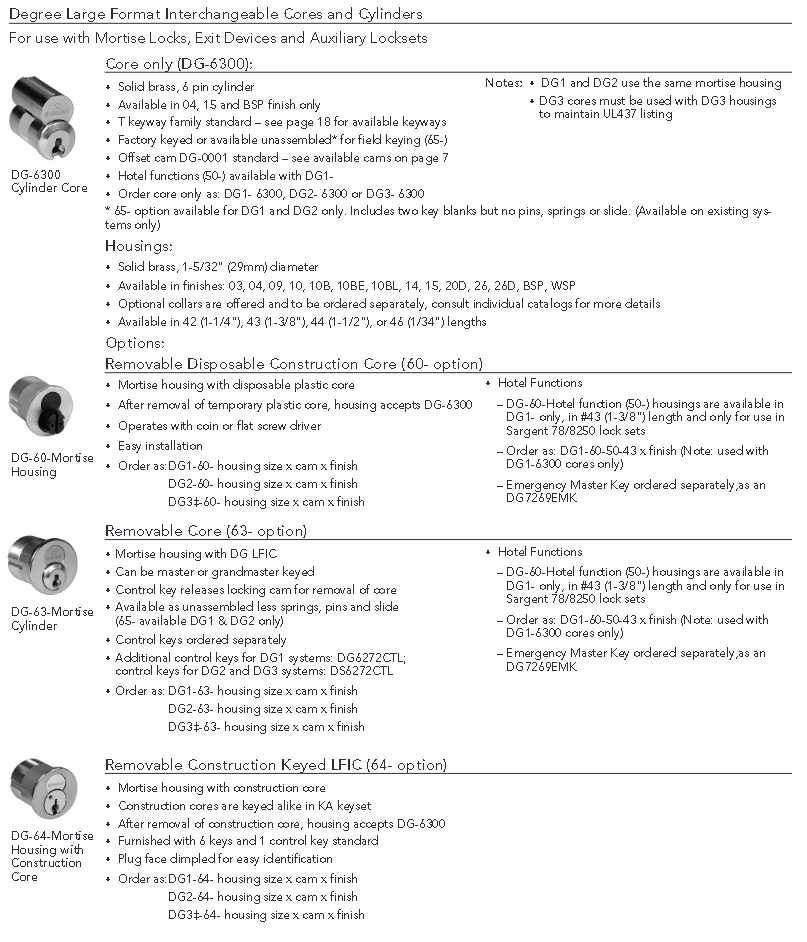 Degree Large Format Interchangeable Cores and Cylinders
For use with Mortise Locks, Exit Devices and Auxiliary Locksets
Core only (DG-6300):
• Solid brass, 6 pin cylinder
• Available in 04, 15 and BSP finish only
• T keyway family standard – see page 18 for available keyways
• Factory keyed or available unassembled* for field keying (65-)
• Offset cam DG-0001 standard – see available cams on page 7
• Hotel functions (50-) available with DG1-
• Order core only as: DG1- 6300, DG2- 6300 or DG3- 6300
* 65- option available for DG1 and DG2 only. Includes two key blanks but no pins, springs or slide. (Available on existing sys-
tems only)
Notes: • DG1 and DG2 use the same mortise housing
• DG3 cores must be used with DG3 housings
to maintain UL437 listing
DG-6300
Cylinder Core
Housings:
• Solid brass, 1-5/32" (29mm) diameter
• Available in finishes: 03, 04, 09, 10, 10B, 10BE, 10BL, 14, 15, 20D, 26, 26D, BSP, WSP
• Optional collars are offered and to be ordered separately, consult individual catalogs for more details
• Available in 42 (1-1/4"), 43 (1-3/8"), 44 (1-1/2"), or 46 (1/34") lengths
Options:
Removable Disposable Construction Core (60- option)
• Mortise housing with disposable plastic core
• After removal of temporary plastic core, housing accepts DG-6300
• Operates with coin or flat screw driver
• Easy installation
• Order as: DG1-60- housing size x cam x finish
DG2-60- housing size x cam x finish
DG3‡-60- housing size x cam x finish
• Hotel Functions
– DG-60-Hotel function (50-) housings are available in
DG1- only, in #43 (1-3/8") length and only for use in
Sargent 78/8250 lock sets
– Order as: DG1-60-50-43 x finish (Note: used with
DG1-6300 cores only)
– Emergency Master Key ordered separately,as an
DG7269EMK
DG-60-Mortise
Housing
Removable Core (63- option)
• Mortise housing with DG LFIC
• Can be master or grandmaster keyed
• Control key releases locking cam for removal of core
• Available as unassembled less springs, pins and slide
(65- available DG1 & DG2 only)
• Control keys ordered separately
• Additional control keys for DG1 systems: DG6272CTL;
control keys for DG2 and DG3 systems: DS6272CTL
• Order as: DG1-63- housing size x cam x finish
DG2-63- housing size x cam x finish
DG3‡-63- housing size x cam x finish
• Hotel Functions
– DG-60-Hotel function (50-) housings are available in
DG1- only, in #43 (1-3/8") length and only for use in
Sargent 78/8250 lock sets
– Order as: DG1-60-50-43 x finish (Note: used with
DG1-6300 cores only)
– Emergency Master Key ordered separately,as an
DG7269EMK
DG-63-Mortise
Cylinder
Removable Construction Keyed LFIC (64- option)
• Mortise housing with construction core
• Construction cores are keyed alike in KA keyset
• After removal of construction core, housing accepts DG-6300
• Furnished with 6 keys and 1 control key standard
• Plug face dimpled for easy identification
• Order as: DG1-64- housing size x cam x finish
DG2-64- housing size x cam x finish
DG3‡-64- housing size x cam x finish
DG-64-Mortise
Housing with
Construction
Core